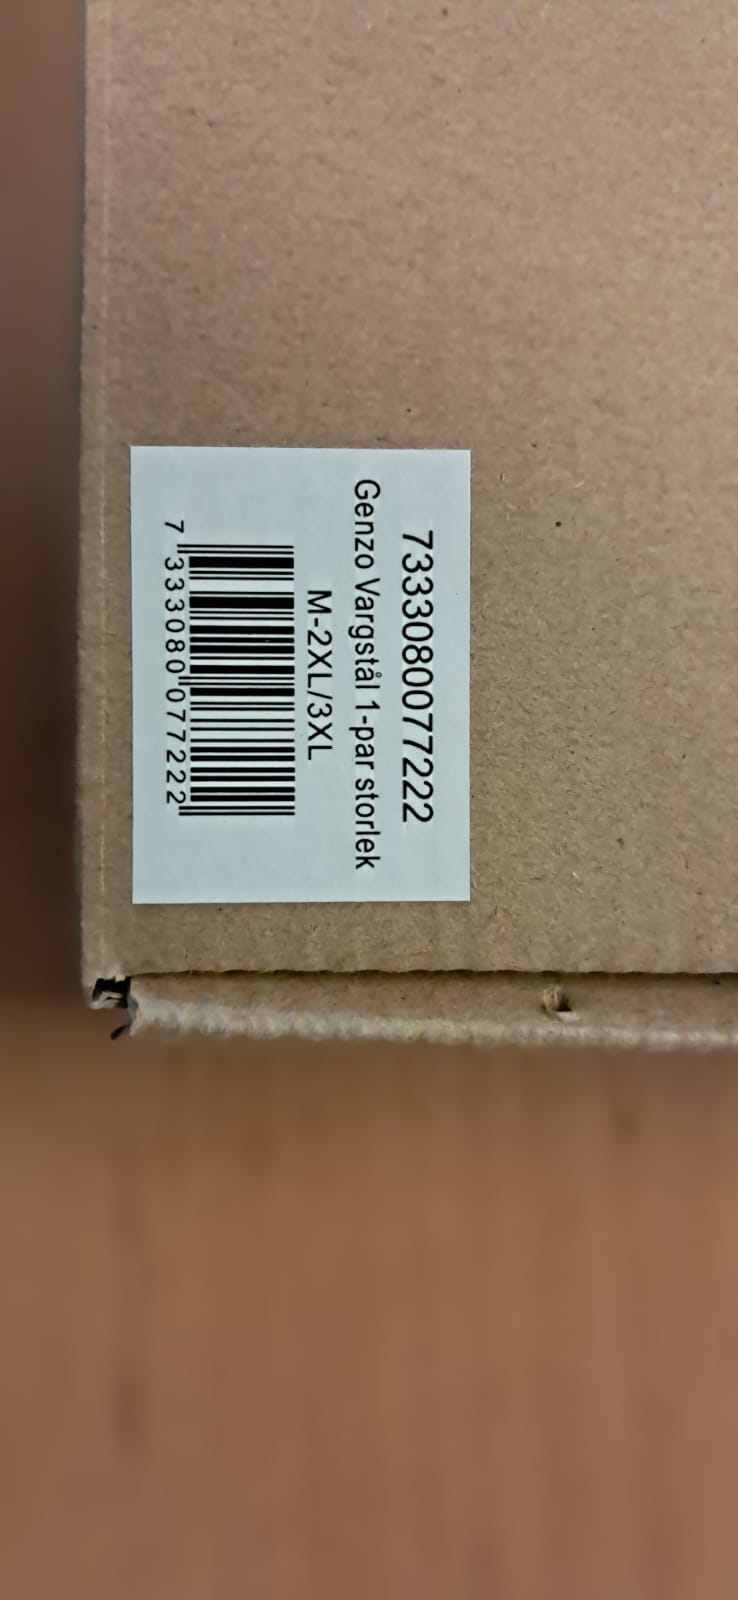 7333080077222
Genzo Vargstål 1-par storlek
M-2XL/3XL
7 333080 077222